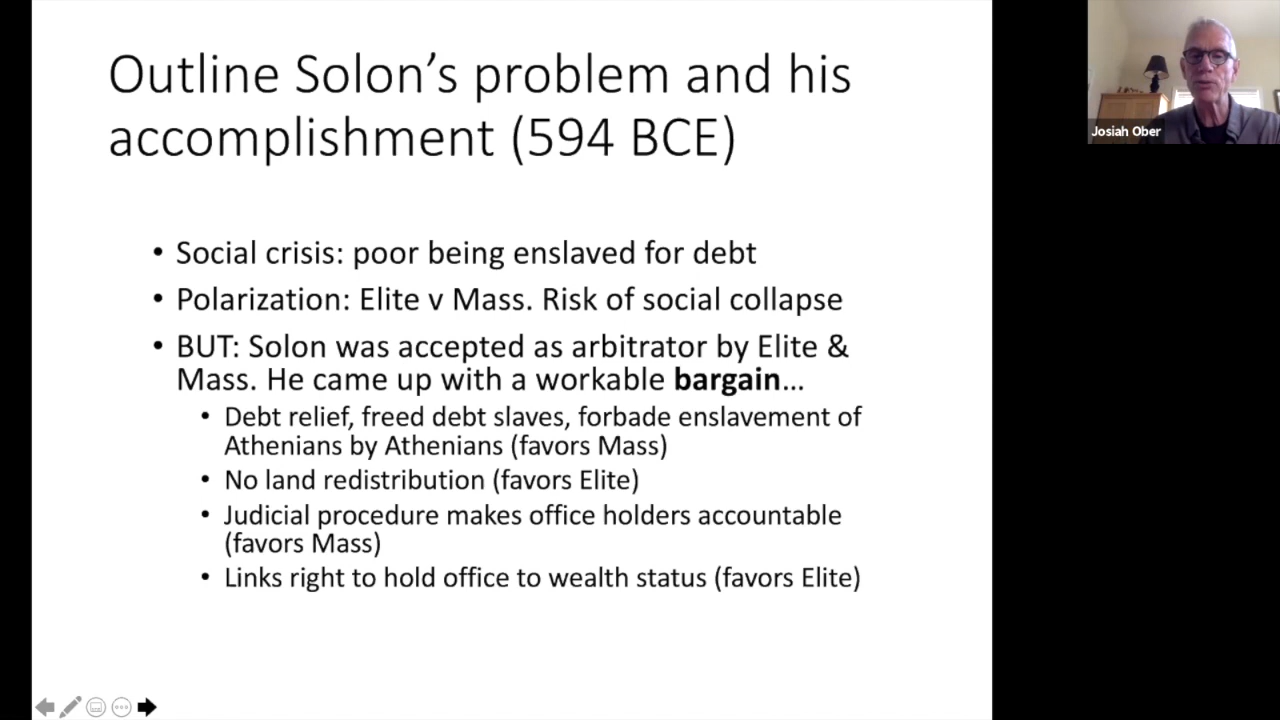 Outline Solon’s problem and his
accomplishment (594 BCE)
• Social crisis: poor being enslaved for debt
• Polarization: Elite v Mass. Risk of social collapse
• BUT: Solon was accepted as arbitrator by Elite &
Mass. He came up with a workable bargain…
• Debt relief, freed debt slaves, forbade enslavement of
Athenians by Athenians (favors Mass)
• No land redistribution (favors Elite)
• Judicial procedure makes office holders accountable
(favors Mass)
• Links right to hold office to wealth status (favors Elite)
Josiah Ober